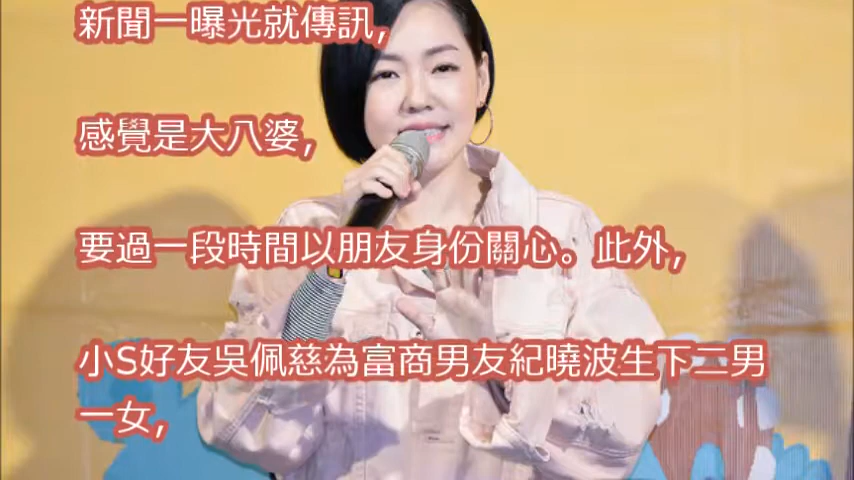 新聞一曝光就傳訊,
感覺是大八婆,
要過一段時間以朋友身份關心。此外,
小S好友吳佩慈為富商男友紀曉波生下二男
一女,